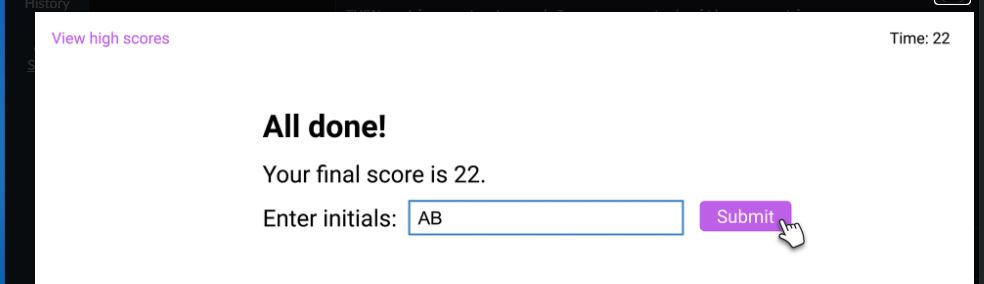 History
View high scores
Time: 22
All done!
Your final score is 22.
Enter initials: AB Submit